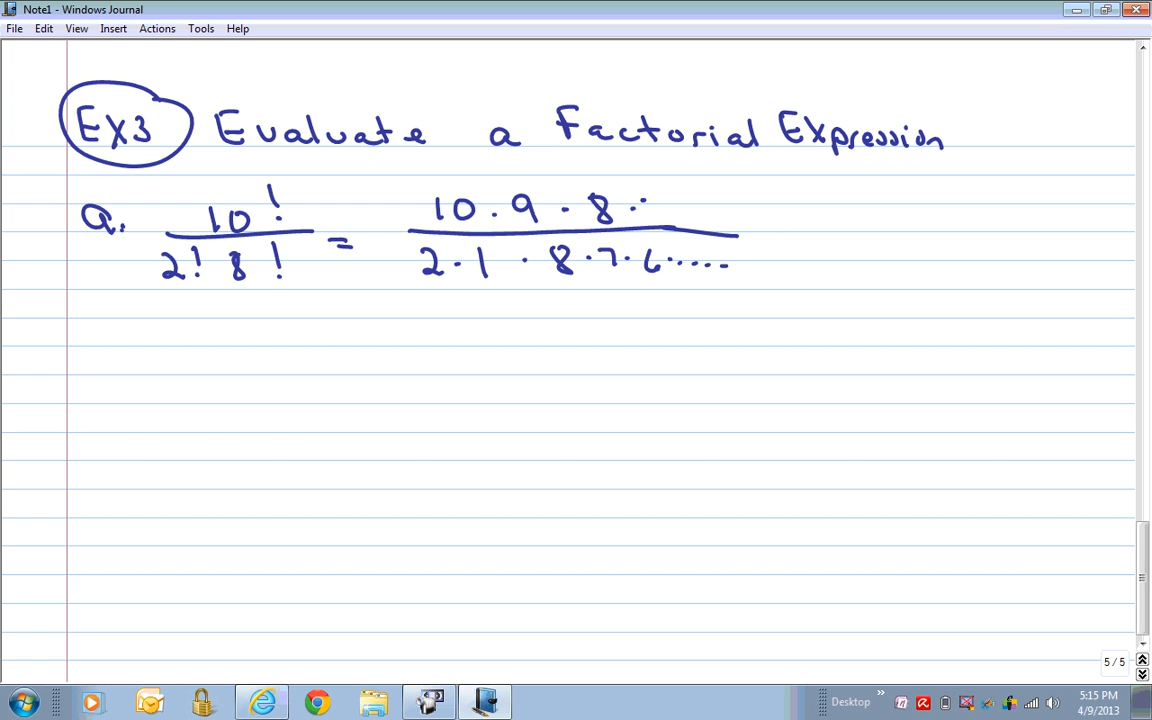 Note1 - Windows Journal
File Edit View Insert Actions Tools Help
EX3 Evaluate a Factorial Expression
a. 10! / 2! 8! = 10 · 9 · 8 ·· / 2 · 1 · 8 · 7 · 6 · ·····
5 / 5
Desktop » 5:15 PM
4/9/2013